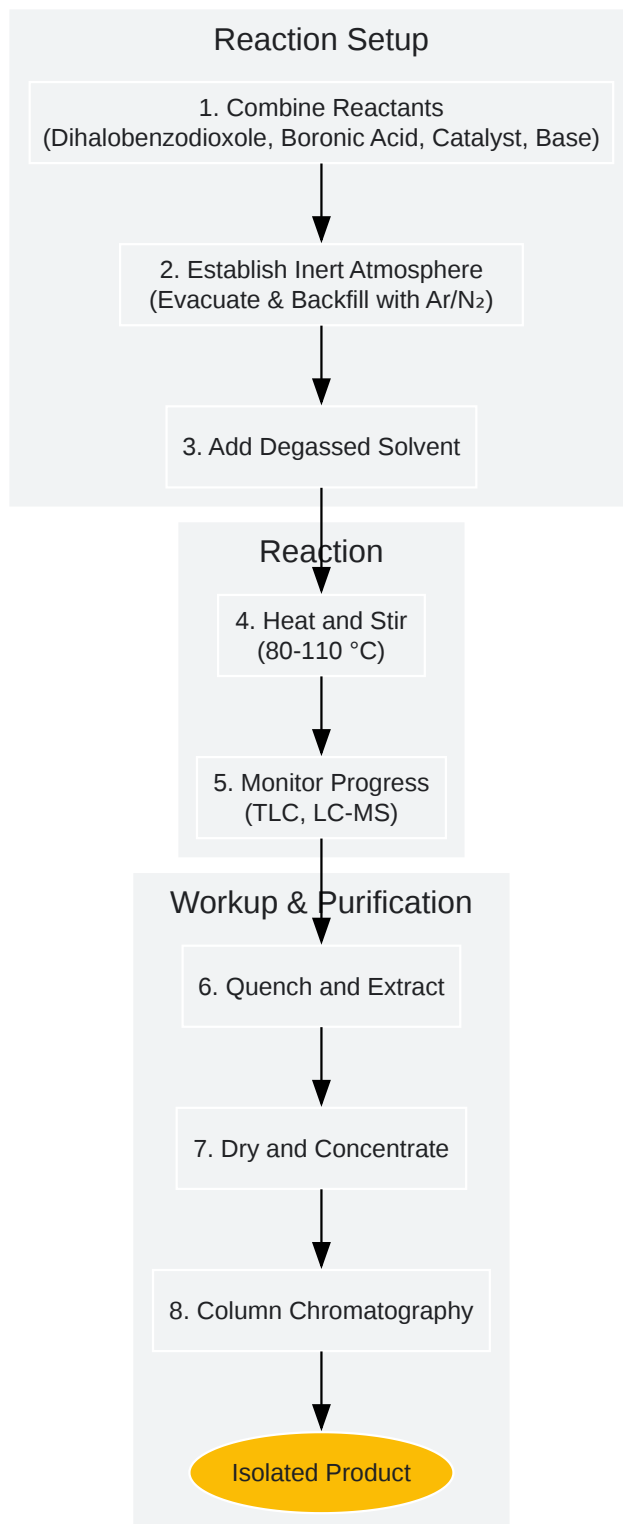 Reaction Setup
1. Combine Reactants
(Dihalobenzodioxole, Boronic Acid, Catalyst, Base)
2. Establish Inert Atmosphere
(Evacuate & Backfill with Ar/N₂)
3. Add Degassed Solvent
Reaction
4. Heat and Stir
(80-110 °C)
5. Monitor Progress
(TLC, LC-MS)
Workup & Purification
6. Quench and Extract
7. Dry and Concentrate
8. Column Chromatography
Isolated Product